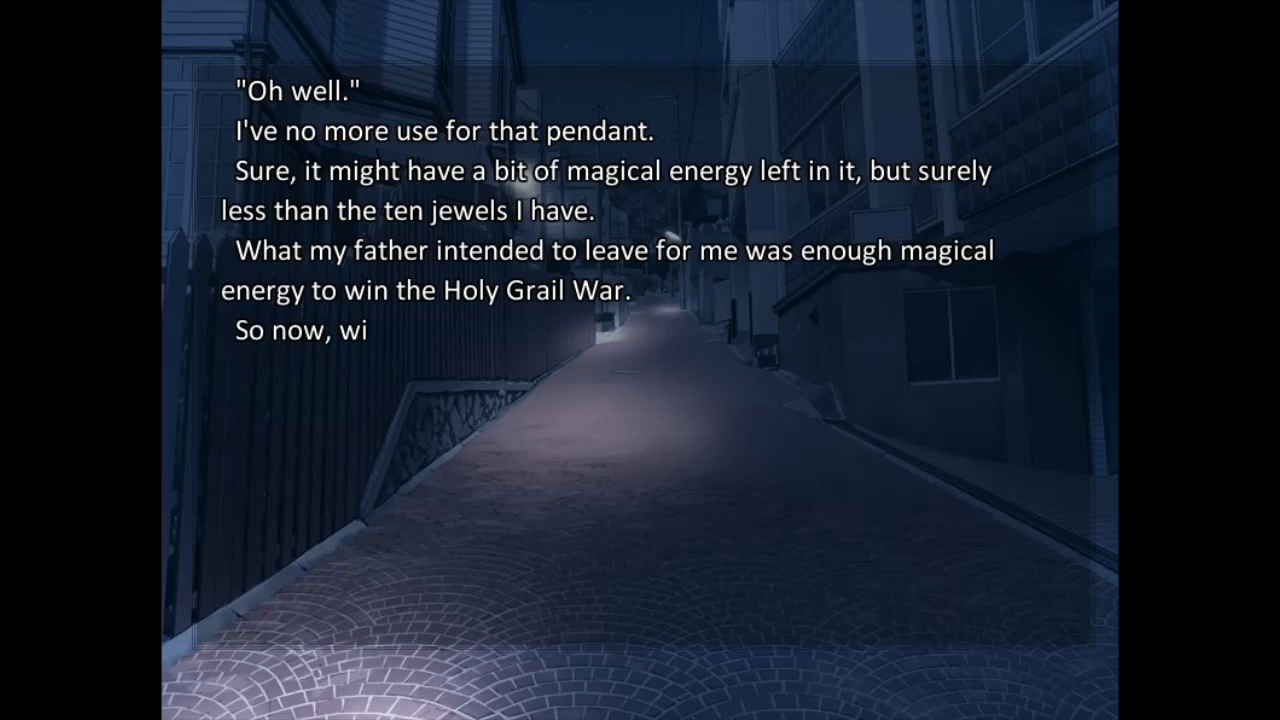 "Oh well."
I've no more use for that pendant.
Sure, it might have a bit of magical energy left in it, but surely
less than the ten jewels I have.
What my father intended to leave for me was enough magical
energy to win the Holy Grail War.
So now, wi